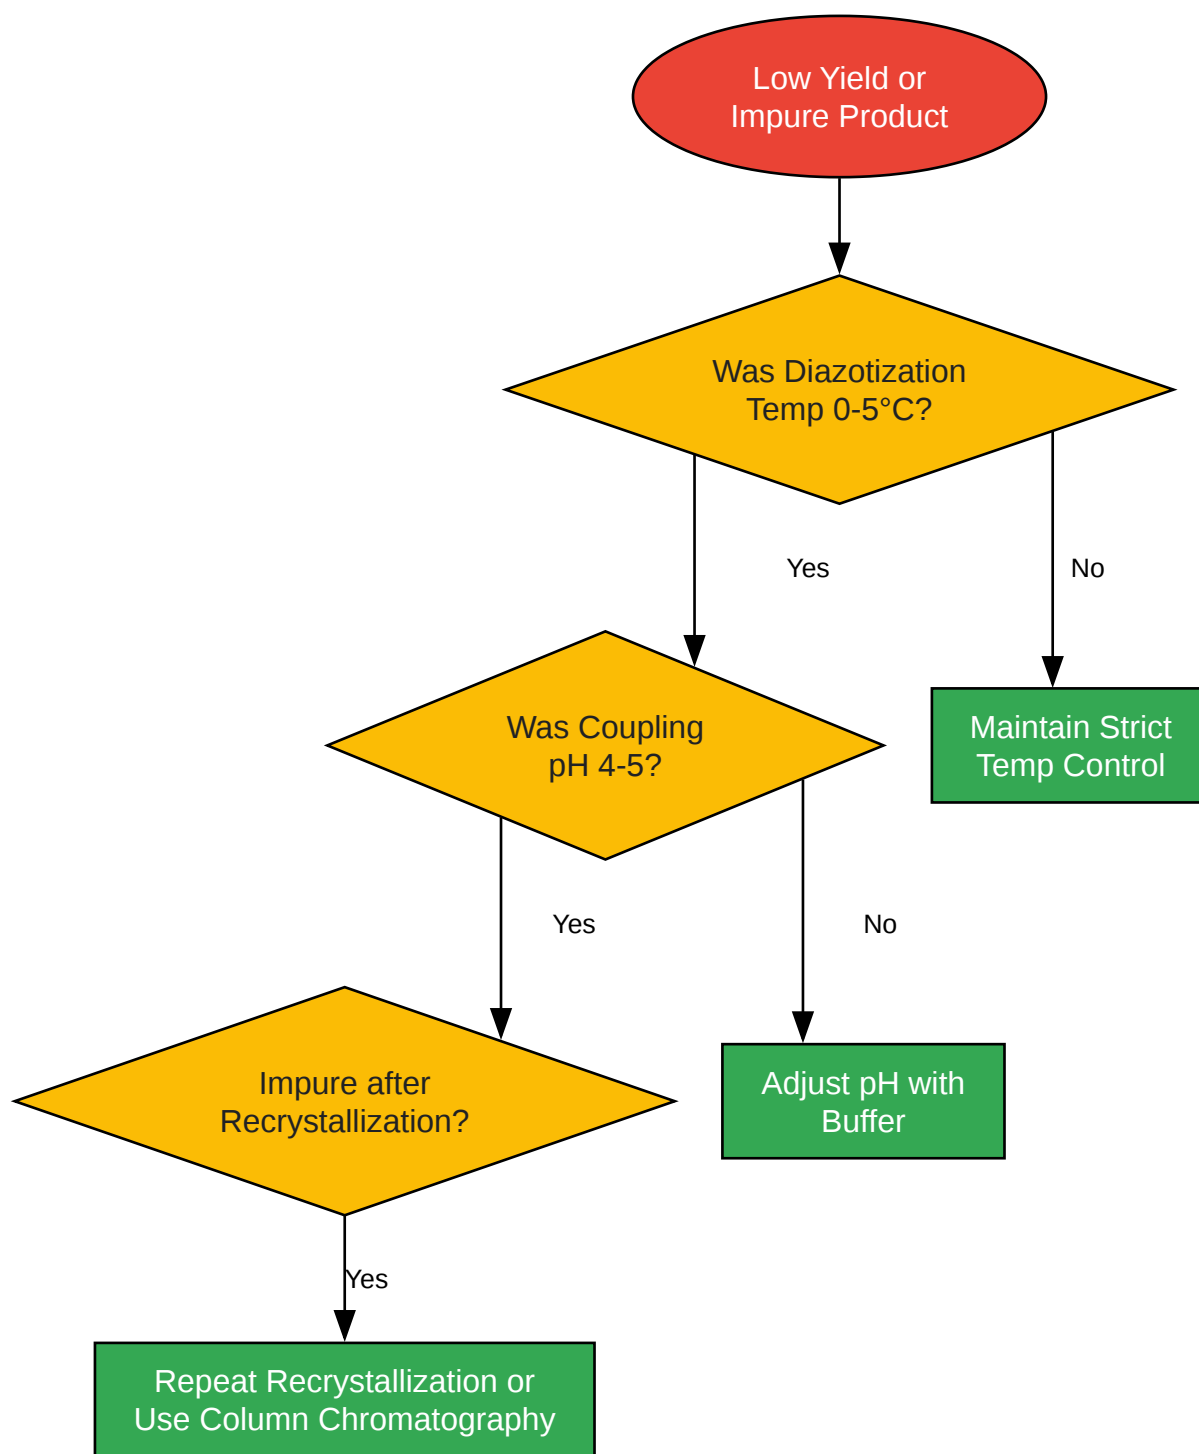 Low Yield or
Impure Product
Was Diazotization
Temp 0-5°C?
Yes
No
Was Coupling
pH 4-5?
Maintain Strict
Temp Control
Yes
No
Impure after
Recrystallization?
Adjust pH with
Buffer
Yes
Repeat Recrystallization or
Use Column Chromatography